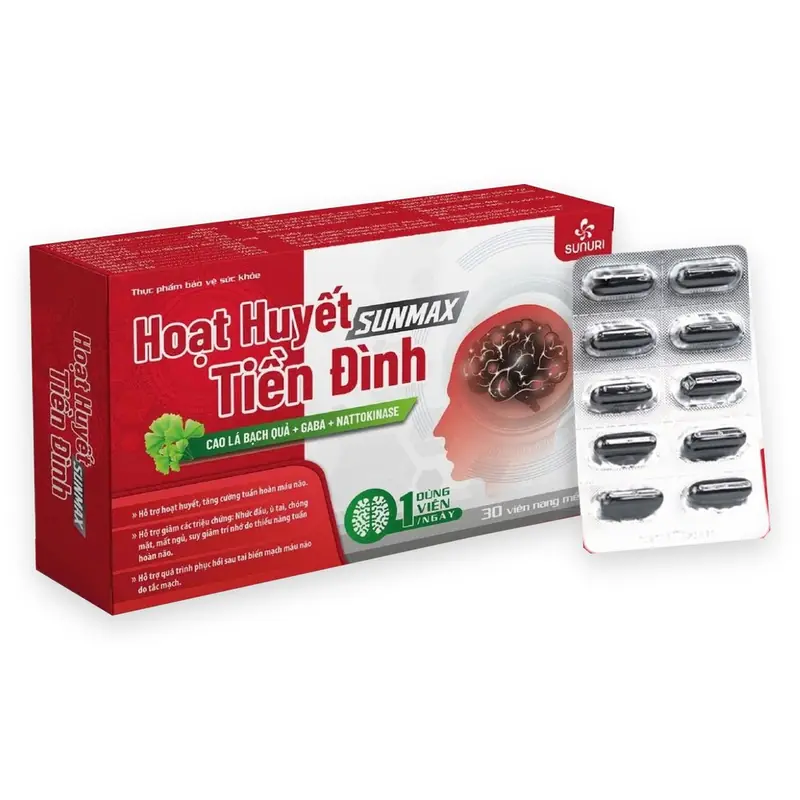 SUNURI
Thực phẩm bảo vệ sức khỏe
Hoạt Huyết SUNMAX
Tiền Đình
CAO LÁ BẠCH QUẢ + GABA + NATTOKINASE
» Hỗ trợ hoạt huyết, tăng cường tuần hoàn máu não.
» Hỗ trợ giảm các triệu chứng: Nhức đầu, ù tai, chóng
mặt, mất ngủ, suy giảm trí nhớ do thiểu năng tuần
hoàn não.
» Hỗ trợ quá trình phục hồi sau tai biến mạch máu não
do tắc mạch.
1 DÙNG
VIÊN
/NGÀY
30 viên nang
Hoạt Huyết SUNMAX
Tiền Đình